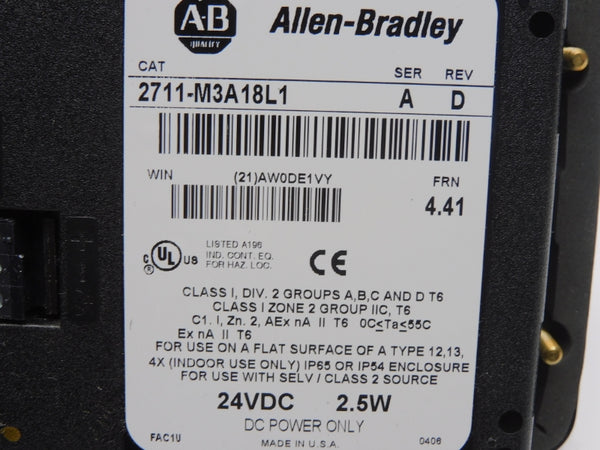 A-B
QUALITY
Allen-Bradley
CAT SER REV
2711-M3A18L1 A D
WIN (21)AW0DE1VY FRN
4.41
C UL US
LISTED A196
IND. CONT. EQ.
FOR HAZ. LOC.
CE
CLASS I, DIV. 2 GROUPS A,B,C AND D T6
CLASS I ZONE 2 GROUP IIC, T6
C1. I, Zn. 2, AEx nA II T6 0C≤Ta≤55C
Ex nA II T6
FOR USE ON A FLAT SURFACE OF A TYPE 12,13,
4X (INDOOR USE ONLY) IP65 OR IP54 ENCLOSURE
FOR USE WITH SELV / CLASS 2 SOURCE
24VDC 2.5W
DC POWER ONLY
FAC1U MADE IN U.S.A. 0406